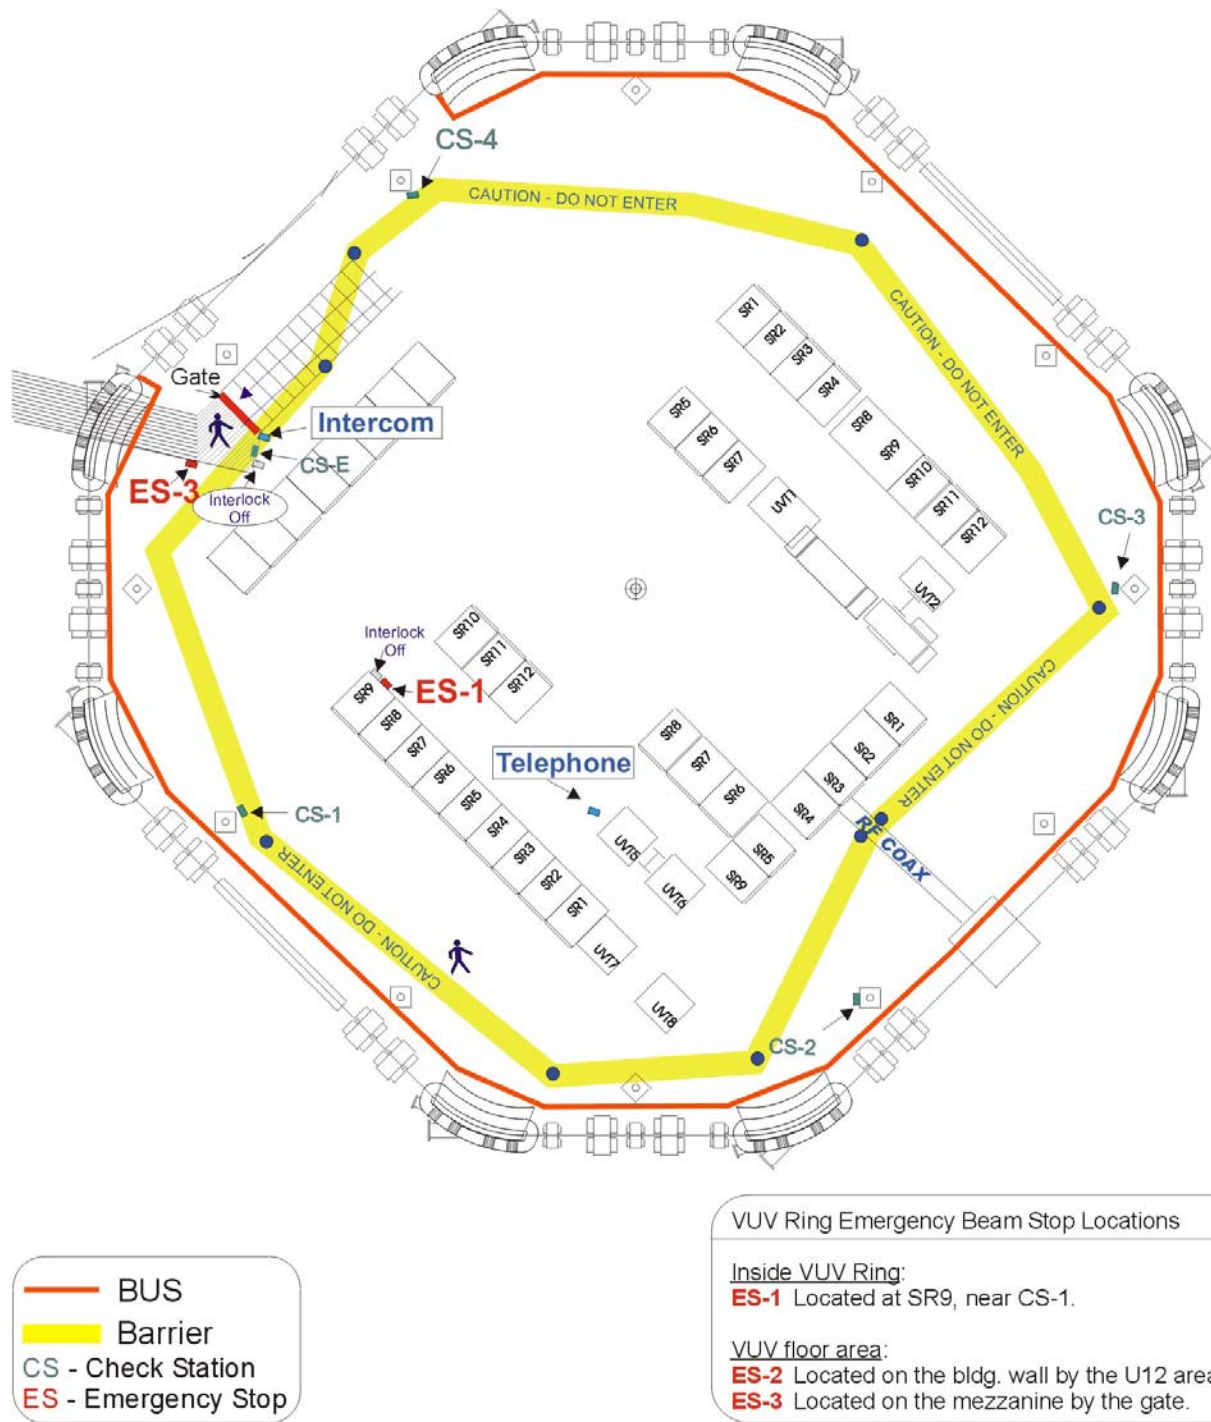 CS-4
CAUTION - DO NOT ENTER
CAUTION - DO NOT ENTER
Gate
Intercom
CS-E
ES-3
Interlock
Off
SR1
SR2
SR3
SR4
SR8
SR9
SR10
SR11
SR12
SR5
SR6
SR7
UVT1
UVT2
CS-3
Interlock
Off
ES-1
SR10
SR11
SR12
SR9
SR8
SR7
SR6
SR5
SR4
SR3
SR2
SR1
UVT7
UVT8
Telephone
UVT5
UVT6
SR8
SR7
SR6
SR5
SR9
SR1
SR2
SR3
SR4
CAUTION - DO NOT ENTER
RF COAX
CS-1
CAUTION - DO NOT ENTER
CS-2
BUS
Barrier
CS - Check Station
ES - Emergency Stop
VUV Ring Emergency Beam Stop Locations
Inside VUV Ring:
ES-1 Located at SR9, near CS-1.
VUV floor area:
ES-2 Located on the bldg. wall by the U12 area
ES-3 Located on the mezzanine by the gate.